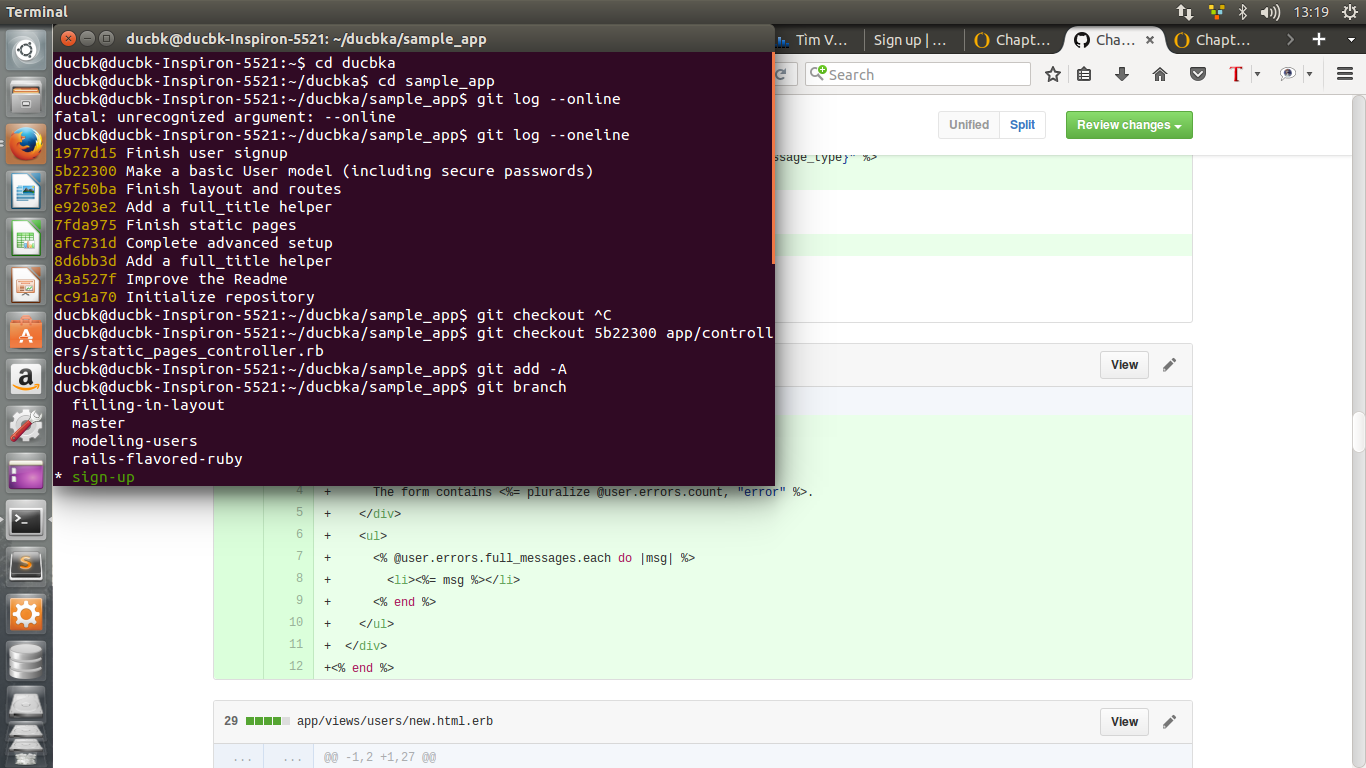 Terminal
13:19
ducbk@ducbk-Inspiron-5521: ~/ducbka/sample_app
ducbk@ducbk-Inspiron-5521:~$ cd ducbka
ducbk@ducbk-Inspiron-5521:~/ducbka$ cd sample_app
ducbk@ducbk-Inspiron-5521:~/ducbka/sample_app$ git log --online
fatal: unrecognized argument: --online
ducbk@ducbk-Inspiron-5521:~/ducbka/sample_app$ git log --oneline
1977d15 Finish user signup
5b22300 Make a basic User model (including secure passwords)
87f50ba Finish layout and routes
e9203e2 Add a full_title helper
7fda975 Finish static pages
afc731d Complete advanced setup
8d6bb3d Add a full_title helper
43a527f Improve the Readme
cc91a70 Initialize repository
ducbk@ducbk-Inspiron-5521:~/ducbka/sample_app$ git checkout ^C
ducbk@ducbk-Inspiron-5521:~/ducbka/sample_app$ git checkout 5b22300 app/controll
ers/static_pages_controller.rb
ducbk@ducbk-Inspiron-5521:~/ducbka/sample_app$ git add -A
ducbk@ducbk-Inspiron-5521:~/ducbka/sample_app$ git branch
  filling-in-layout
  master
  modeling-users
  rails-flavored-ruby
* sign-up
Tim V... Sign up | ... Chapt... Cha... × Chapt...
Search
Unified Split Review changes
ssage_type}" %>
View
4 + The form contains <%= pluralize @user.errors.count, "error" %>.
5 + </div>
6 + <ul>
7 + <% @user.errors.full_messages.each do |msg| %>
8 + <li><%= msg %></li>
9 + <% end %>
10 + </ul>
11 + </div>
12 +<% end %>
29 app/views/users/new.html.erb View
... ... @@ -1,2 +1,27 @@